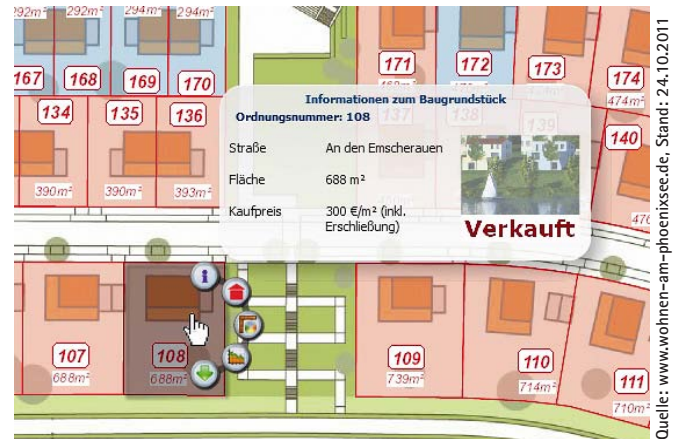 292m²
292m²
294m²
294m²
167
168
169
170
171
172
173
174
474m²
134
135
136
137
138
139
140
390m²
390m²
393m²
Informationen zum Baugrundstück
Ordnungsnummer: 108
Straße An den Emscherauen
Fläche 688 m²
Kaufpreis 300 €/m² (inkl.
Erschließung)
Verkauft
107
688m²
108
688m²
109
739m²
110
714m²
111
710m²
Quelle: www.wohnen-am-phoenixsee.de, Stand: 24.10.2011